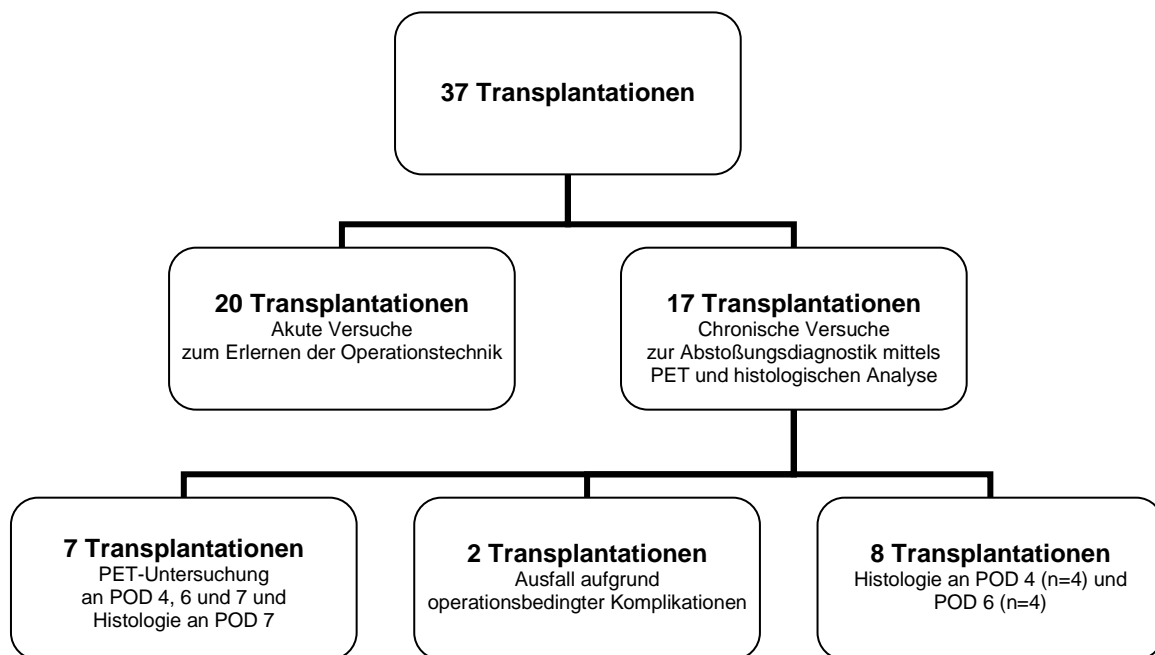 37 Transplantationen
20 Transplantationen
Akute Versuche
zum Erlernen der Operationstechnik
17 Transplantationen
Chronische Versuche
zur Abstoßungsdiagnostik mittels
PET und histologischen Analyse
7 Transplantationen
PET-Untersuchung
an POD 4, 6 und 7 und
Histologie an POD 7
2 Transplantationen
Ausfall aufgrund
operationsbedingter Komplikationen
8 Transplantationen
Histologie an POD 4 (n=4) und
POD 6 (n=4)